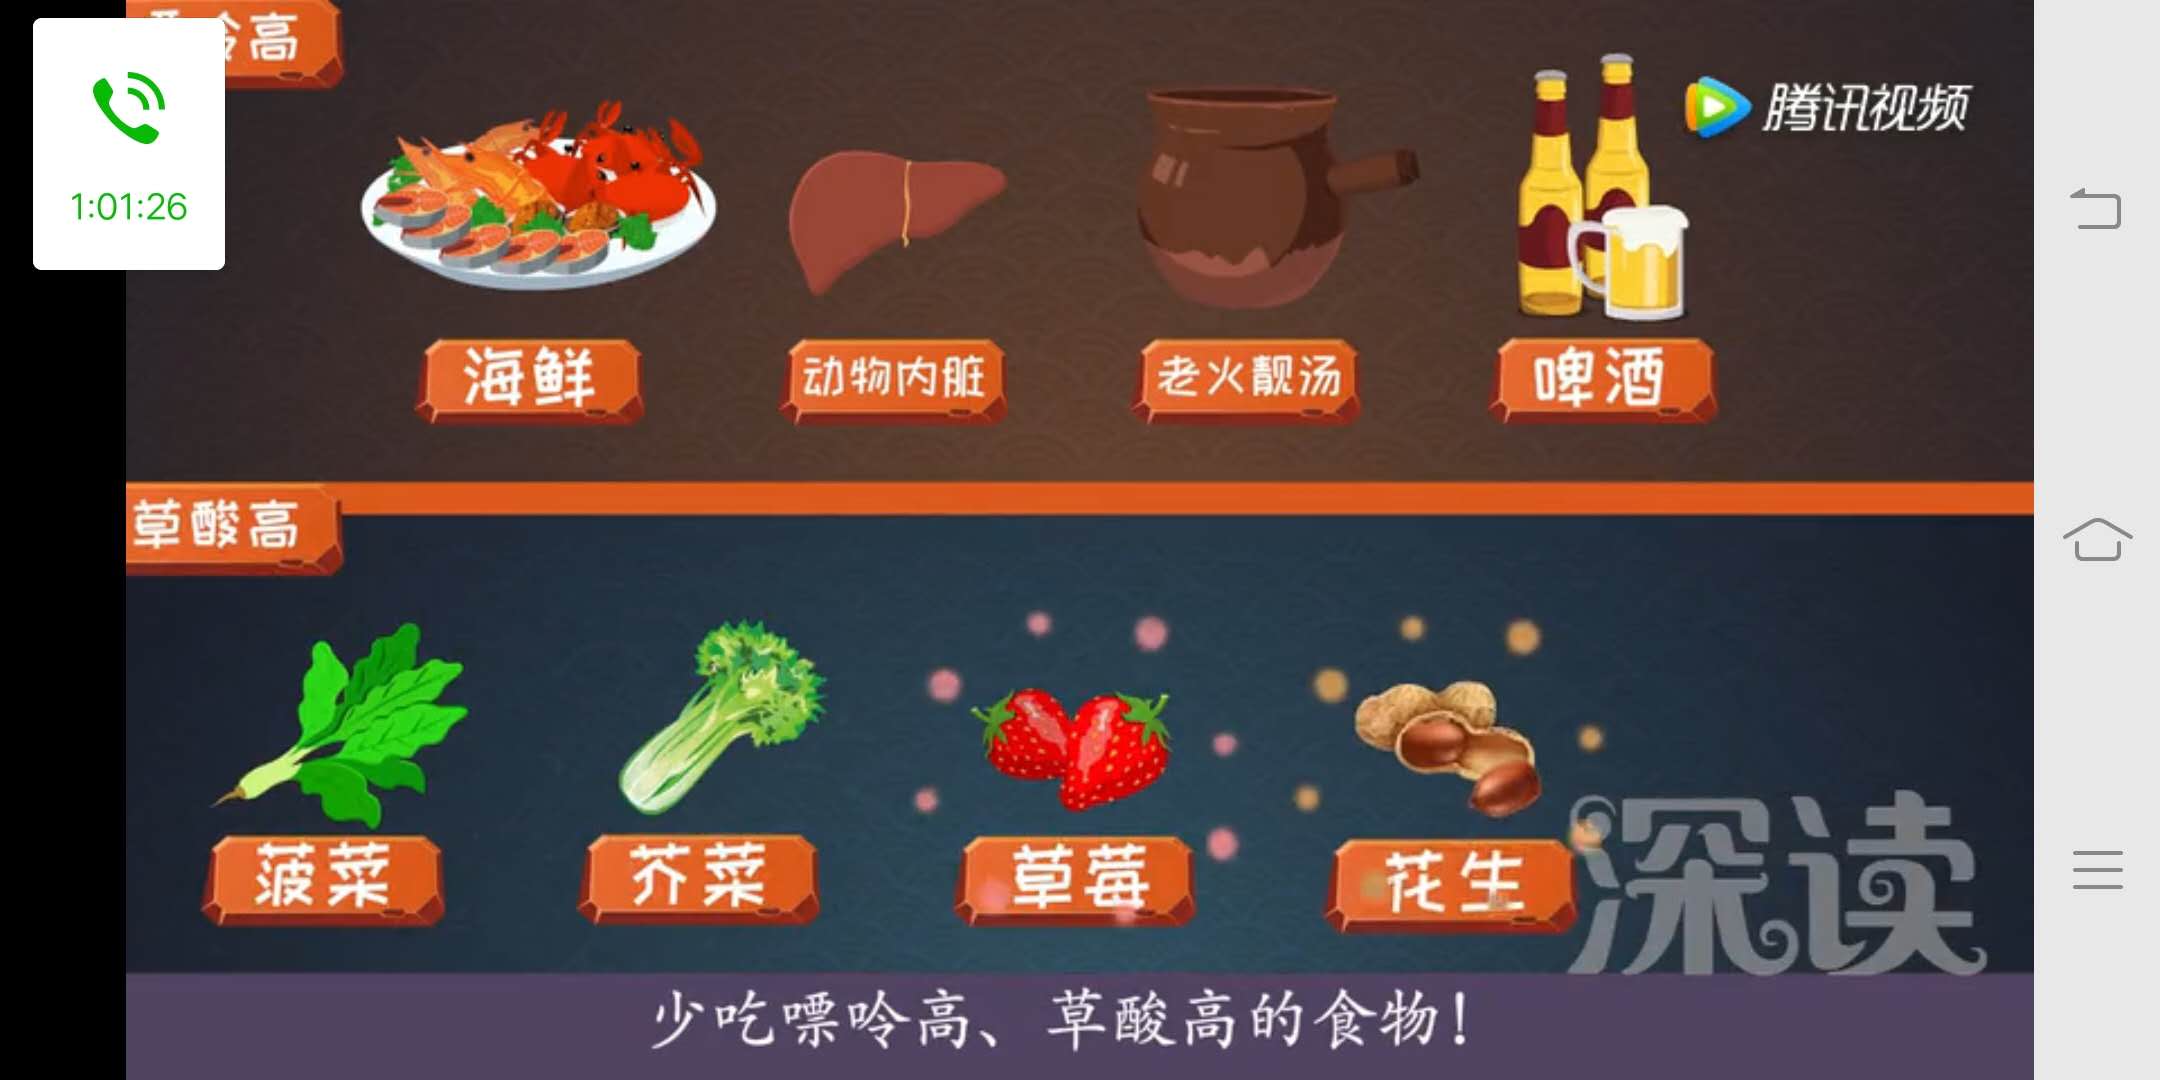 高
1:01:26
腾讯视频
海鲜
动物内脏
老火靓汤
啤酒
草酸高
菠菜
芥菜
草莓
花生
深读
少吃嘌呤高、草酸高的食物!